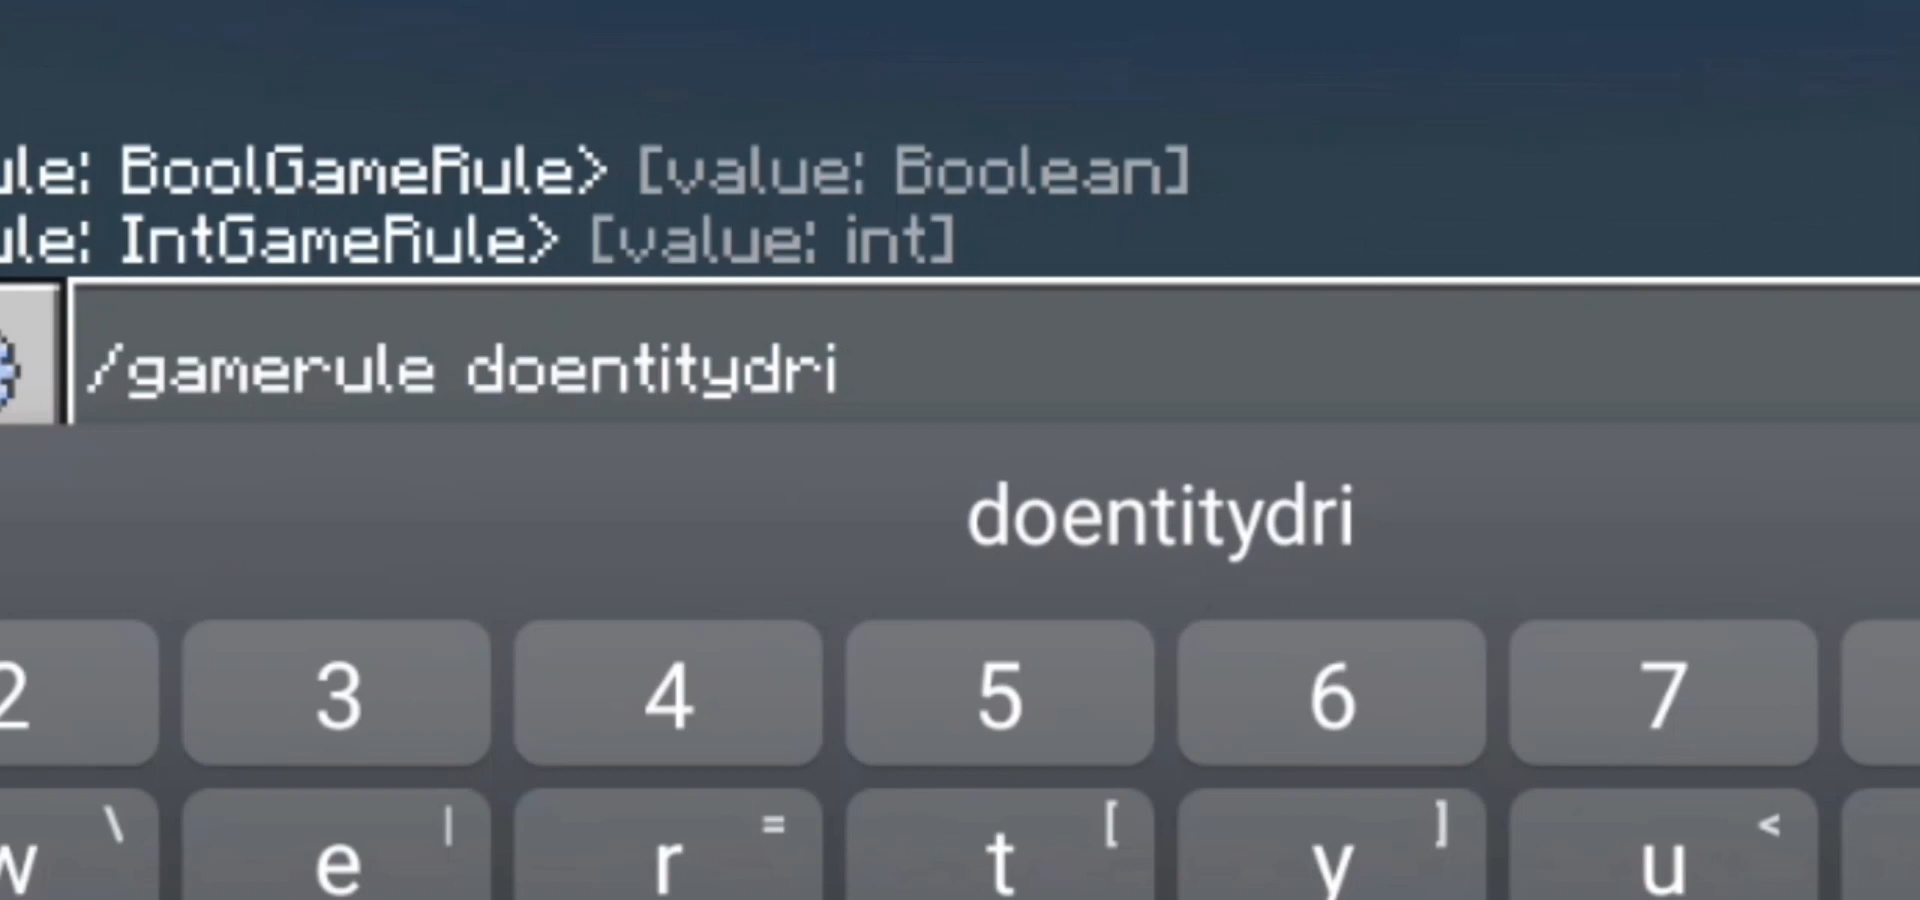 ule: BoolGameRule> [value: Boolean]
ule: IntGameRule> [value: int]
/gamerule doentitydri
doentitydri
2 3 4 5 6 7
\ | = [ ] <
w e r t y u